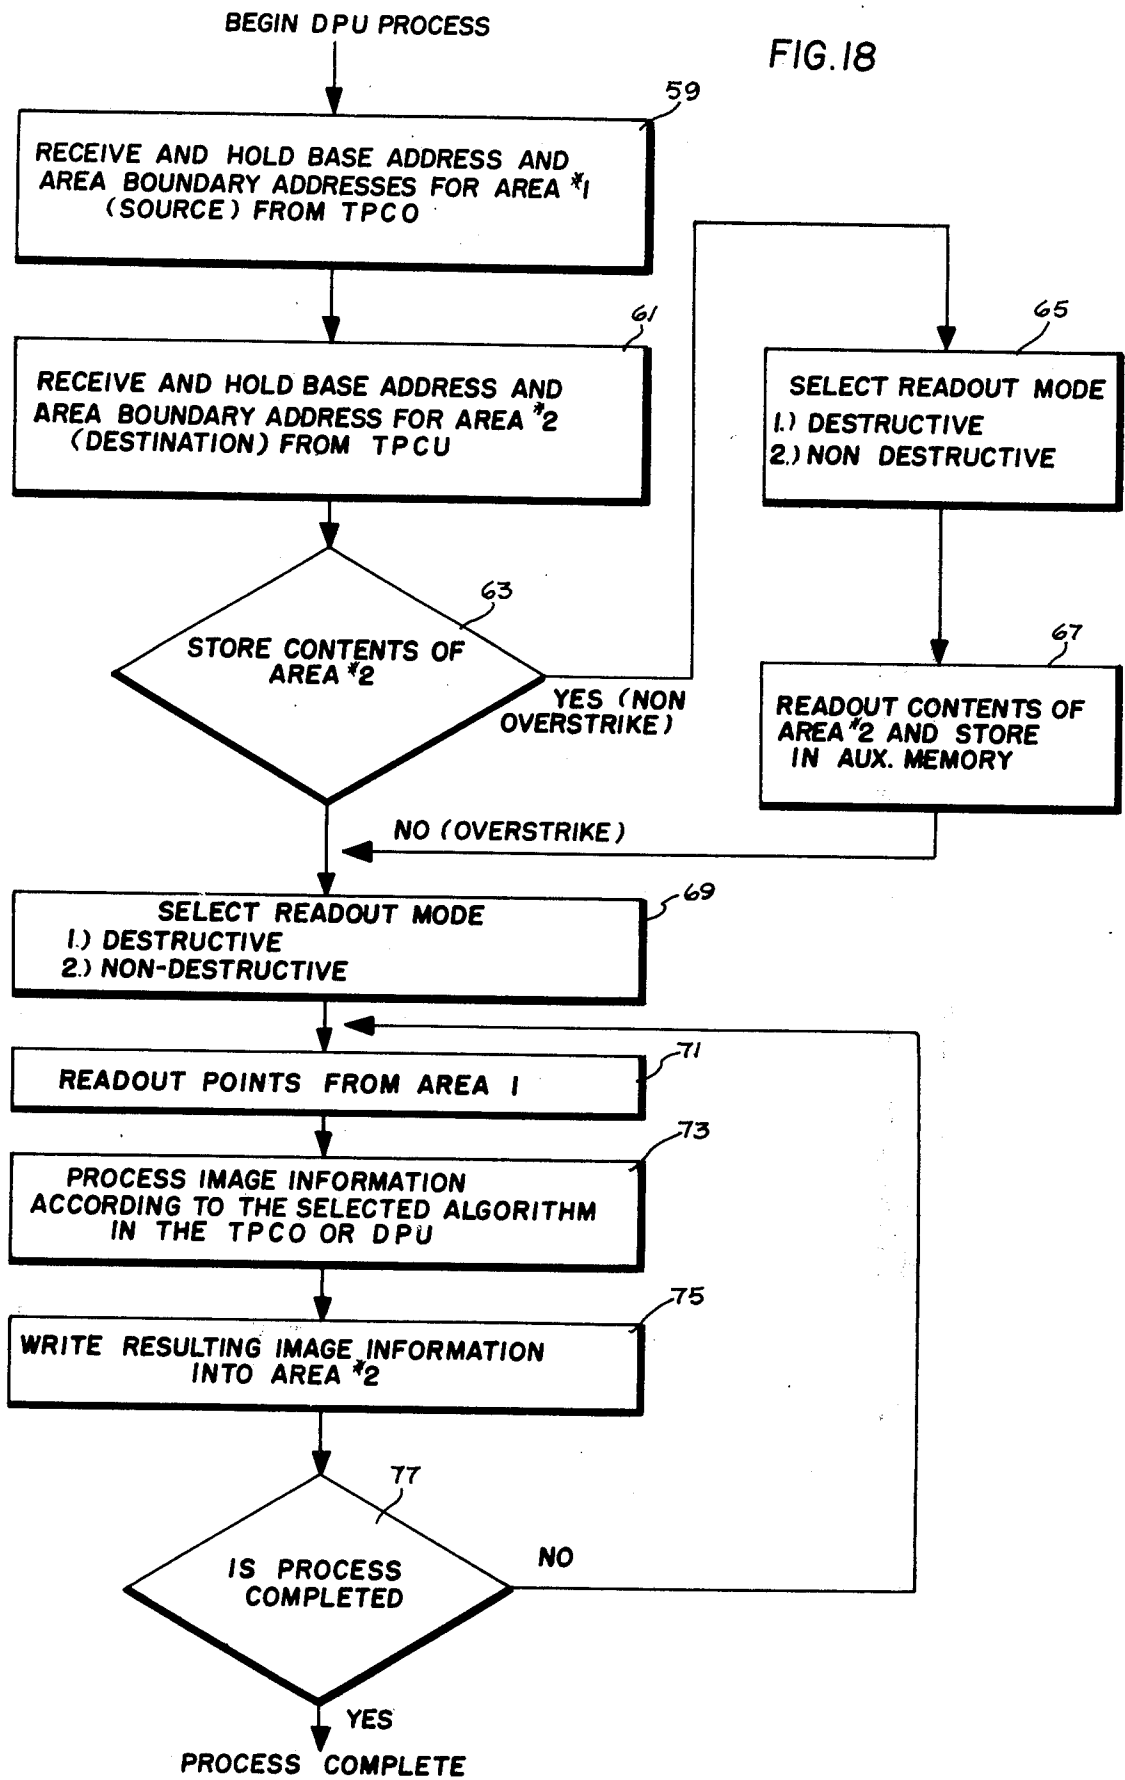 BEGIN DPU PROCESS
FIG.18
59
RECEIVE AND HOLD BASE ADDRESS AND
AREA BOUNDARY ADDRESSES FOR AREA #1
(SOURCE) FROM TPCO
61
RECEIVE AND HOLD BASE ADDRESS AND
AREA BOUNDARY ADDRESS FOR AREA #2
(DESTINATION) FROM TPCU
63
STORE CONTENTS OF
AREA #2
YES (NON
OVERSTRIKE)
65
SELECT READOUT MODE
1.) DESTRUCTIVE
2.) NON DESTRUCTIVE
67
READOUT CONTENTS OF
AREA #2 AND STORE
IN AUX. MEMORY
NO (OVERSTRIKE)
69
SELECT READOUT MODE
1.) DESTRUCTIVE
2.) NON-DESTRUCTIVE
71
READOUT POINTS FROM AREA 1
73
PROCESS IMAGE INFORMATION
ACCORDING TO THE SELECTED ALGORITHM
IN THE TPCO OR DPU
75
WRITE RESULTING IMAGE INFORMATION
INTO AREA #2
77
IS PROCESS
COMPLETED
NO
YES
PROCESS COMPLETE